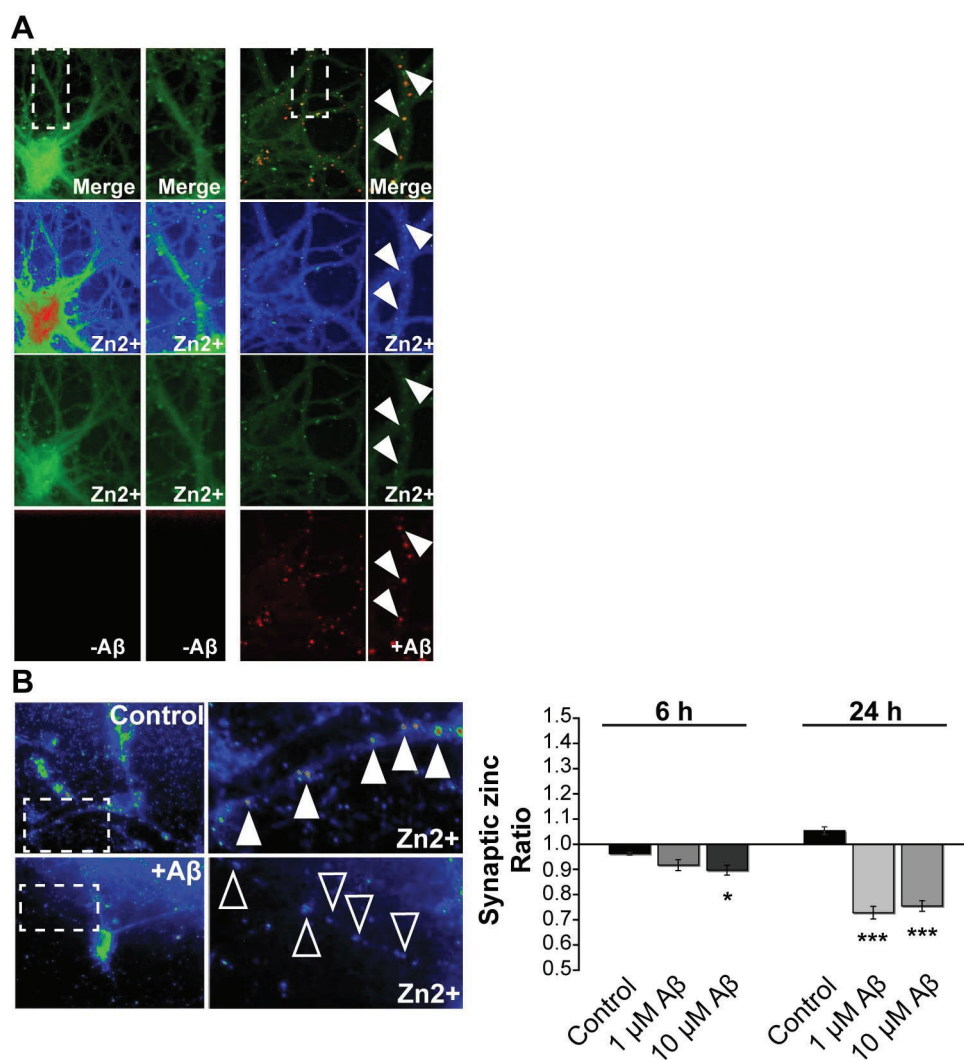 A
Merge Merge Merge
Zn2+ Zn2+ Zn2+
Zn2+ Zn2+ Zn2+
-Aβ -Aβ +Aβ
B
Control
Zn2+
+Aβ
Zn2+
Synaptic zinc
Ratio
1.5
1.4
1.3
1.2
1.1
1.0
0.9
0.8
0.7
0.6
0.5
6 h 24 h
*
*** ***
Control
1 µM Aβ
10 µM Aβ
Control
1 µM Aβ
10 µM Aβ